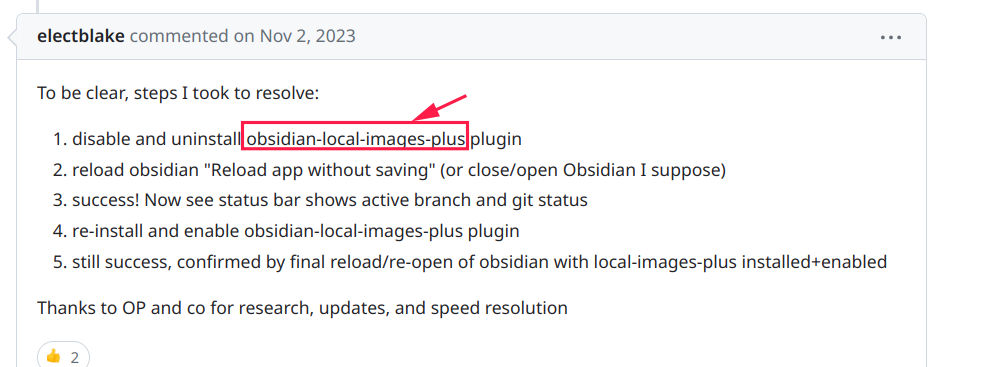 electblake commented on Nov 2, 2023
To be clear, steps I took to resolve:
1. disable and uninstall obsidian-local-images-plus plugin
2. reload obsidian "Reload app without saving" (or close/open Obsidian I suppose)
3. success! Now see status bar shows active branch and git status
4. re-install and enable obsidian-local-images-plus plugin
5. still success, confirmed by final reload/re-open of obsidian with local-images-plus installed+enabled
Thanks to OP and co for research, updates, and speed resolution
👍 2